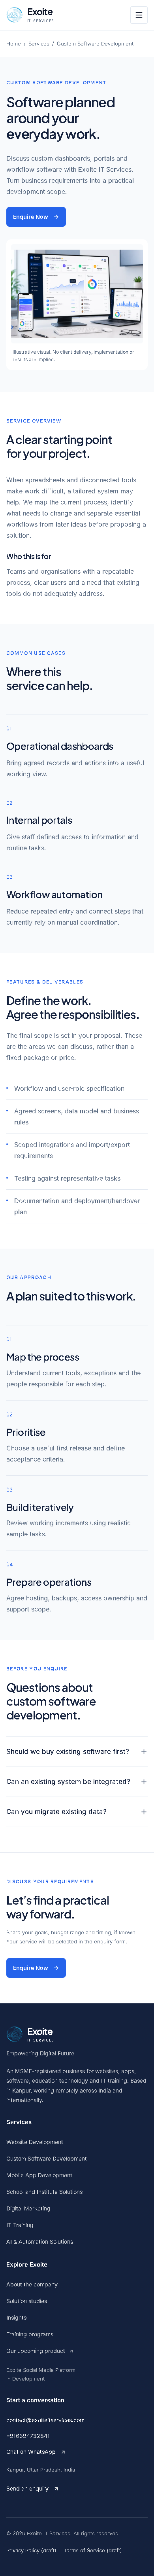 Exoite
IT SERVICES
Home / Services / Custom Software Development
CUSTOM SOFTWARE DEVELOPMENT
Software planned
around your
everyday work.
Discuss custom dashboards, portals and
workflow software with Exoite IT Services.
Turn business requirements into a practical
development scope.
Enquire Now →
Illustrative visual. No client delivery, implementation or
results are implied.
SERVICE OVERVIEW
A clear starting point
for your project.
When spreadsheets and disconnected tools
make work difficult, a tailored system may
help. We map the current process, identify
what needs to change and separate essential
workflows from later ideas before proposing a
solution.
Who this is for
Teams and organisations with a repeatable
process, clear users and a need that existing
tools do not adequately address.
COMMON USE CASES
Where this
service can help.
01
Operational dashboards
Bring agreed records and actions into a useful
working view.
02
Internal portals
Give staff defined access to information and
routine tasks.
03
Workflow automation
Reduce repeated entry and connect steps that
currently rely on manual coordination.
FEATURES & DELIVERABLES
Define the work.
Agree the responsibilities.
The final scope is set in your proposal. These
are the areas we can discuss, rather than a
fixed package or price.
• Workflow and user-role specification
• Agreed screens, data model and business
rules
• Scoped integrations and import/export
requirements
• Testing against representative tasks
• Documentation and deployment/handover
plan
OUR APPROACH
A plan suited to this work.
01
Map the process
Understand current tools, exceptions and the
people responsible for each step.
02
Prioritise
Choose a useful first release and define
acceptance criteria.
03
Build iteratively
Review working increments using realistic
sample tasks.
04
Prepare operations
Agree hosting, backups, access ownership and
support scope.
BEFORE YOU ENQUIRE
Questions about
custom software
development.
Should we buy existing software first? +
Can an existing system be integrated? +
Can you migrate existing data? +
DISCUSS YOUR REQUIREMENTS
Let's find a practical
way forward.
Share your goals, budget range and timing, if known.
Your service will be selected in the enquiry form.
Enquire Now →
Exoite
IT SERVICES
Empowering Digital Future
An MSME-registered business for websites, apps,
software, education technology and IT training. Based
in Kanpur, working remotely across India and
internationally.
Services
Website Development
Custom Software Development
Mobile App Development
School and Institute Solutions
Digital Marketing
IT Training
AI & Automation Solutions
Explore Exoite
About the company
Solution studies
Insights
Training programs
Our upcoming product ↗
Exoite Social Media Platform
In Development
Start a conversation
contact@exoiteitservices.com
+916394732841
Chat on WhatsApp ↗
Kanpur, Uttar Pradesh, India
Send an enquiry ↗
© 2026 Exoite IT Services. All rights reserved.
Privacy Policy (draft) Terms of Service (draft)